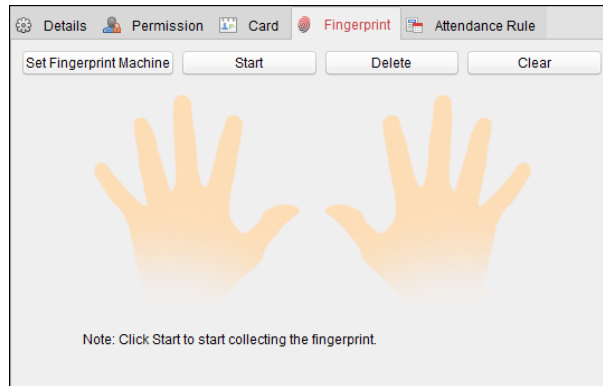 Details Permission Card Fingerprint Attendance Rule
Set Fingerprint Machine Start Delete Clear
Note: Click Start to start collecting the fingerprint.